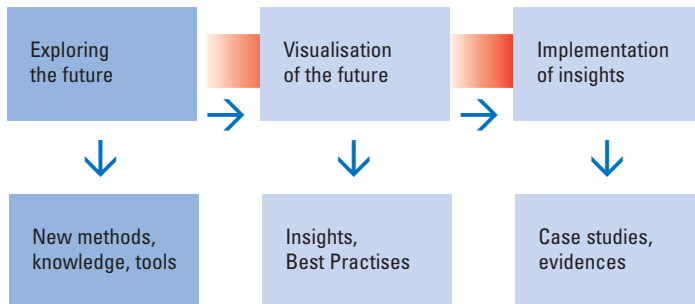 Exploring
the future
Visualisation
of the future
Implementation
of insights
New methods,
knowledge, tools
Insights,
Best Practises
Case studies,
evidences